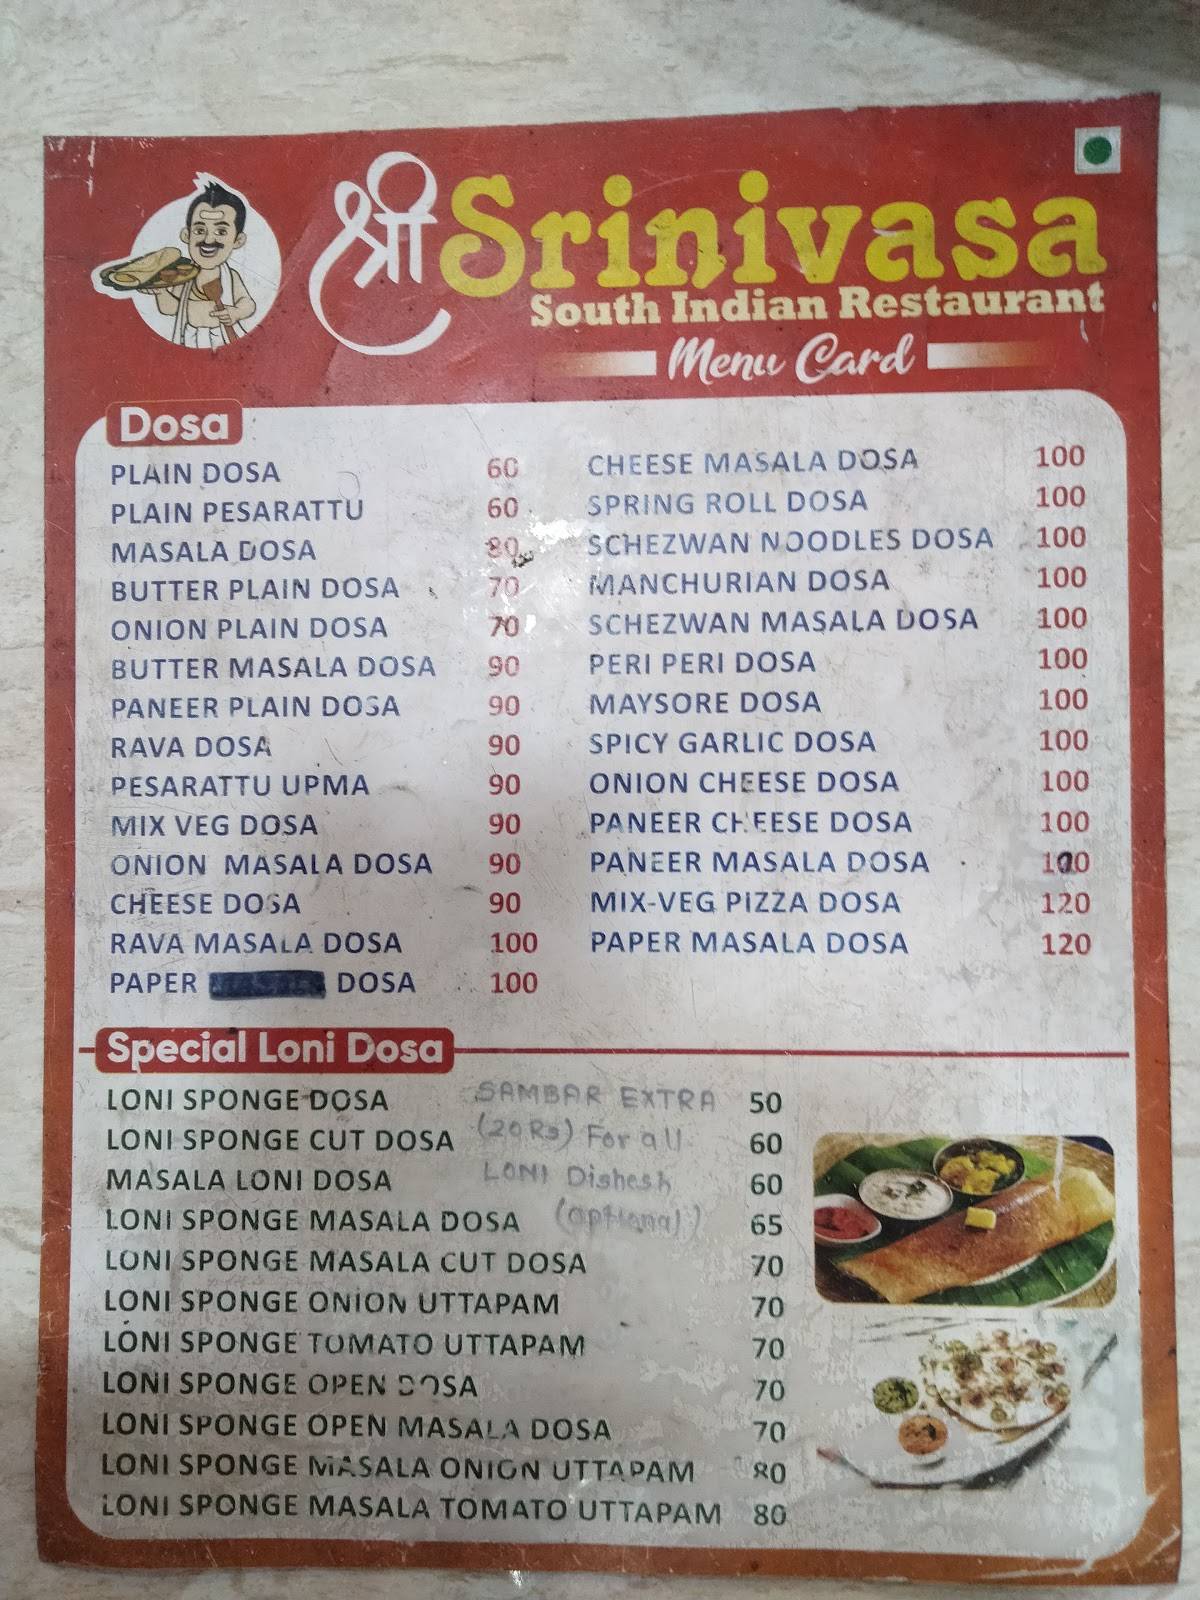 श्री Srinivasa
South Indian Restaurant
Menu Card
Dosa
PLAIN DOSA 60
PLAIN PESARATTU 60
MASALA DOSA 80
BUTTER PLAIN DOSA 70
ONION PLAIN DOSA 70
BUTTER MASALA DOSA 90
PANEER PLAIN DOSA 90
RAVA DOSA 90
PESARATTU UPMA 90
MIX VEG DOSA 90
ONION MASALA DOSA 90
CHEESE DOSA 90
RAVA MASALA DOSA 100
PAPER DOSA 100
CHEESE MASALA DOSA 100
SPRING ROLL DOSA 100
SCHEZWAN NOODLES DOSA 100
MANCHURIAN DOSA 100
SCHEZWAN MASALA DOSA 100
PERI PERI DOSA 100
MAYSORE DOSA 100
SPICY GARLIC DOSA 100
ONION CHEESE DOSA 100
PANEER CHEESE DOSA 100
PANEER MASALA DOSA
MIX-VEG PIZZA DOSA 120
PAPER MASALA DOSA 120
Special Loni Dosa
LONI SPONGE DOSA 50
LONI SPONGE CUT DOSA 60
MASALA LONI DOSA 60
LONI SPONGE MASALA DOSA 65
LONI SPONGE MASALA CUT DOSA 70
LONI SPONGE ONION UTTAPAM 70
LONI SPONGE TOMATO UTTAPAM 70
LONI SPONGE OPEN DOSA 70
LONI SPONGE OPEN MASALA DOSA 70
LONI SPONGE MASALA ONION UTTAPAM 80
LONI SPONGE MASALA TOMATO UTTAPAM 80
SAMBAR EXTRA
(20Rs) For all
LONI Dishesh
(optional)